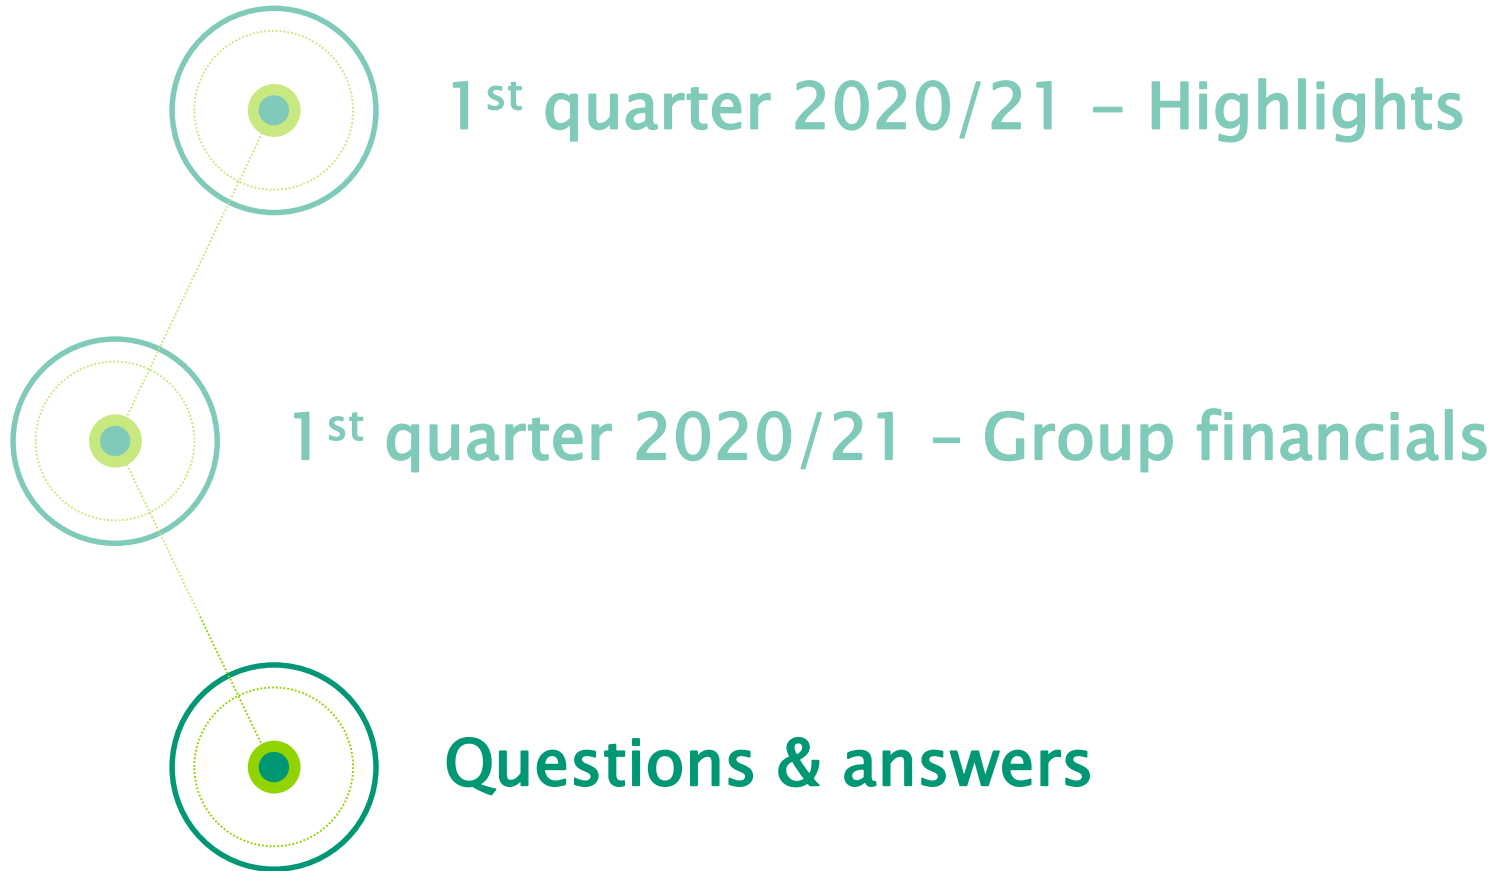 1st quarter 2020/21 – Highlights
1st quarter 2020/21 – Group financials
Questions & answers